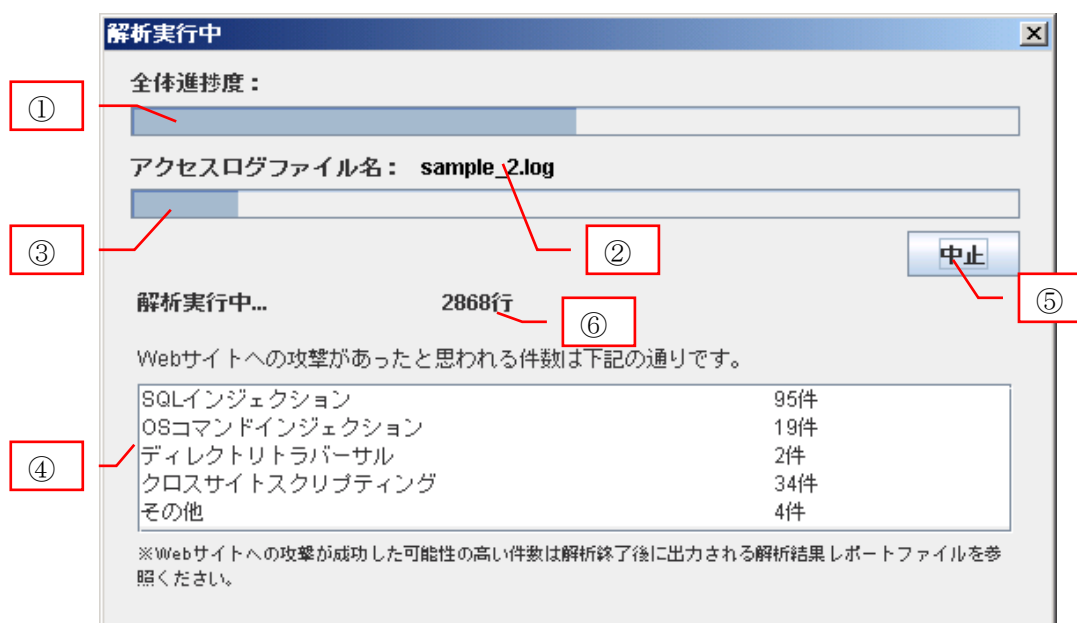 解析実行中
全体進捗度：
①
アクセスログファイル名： sample_2.log
③
②
中止
⑤
解析実行中... 2868行
⑥
Webサイトへの攻撃があったと思われる件数は下記の通りです。
SQLインジェクション 95件
OSコマンドインジェクション 19件
ディレクトリトラバーサル 2件
④
クロスサイトスクリプティング 34件
その他 4件
※Webサイトへの攻撃が成功した可能性の高い件数は解析終了後に出力される解析結果レポートファイルを参
照ください。